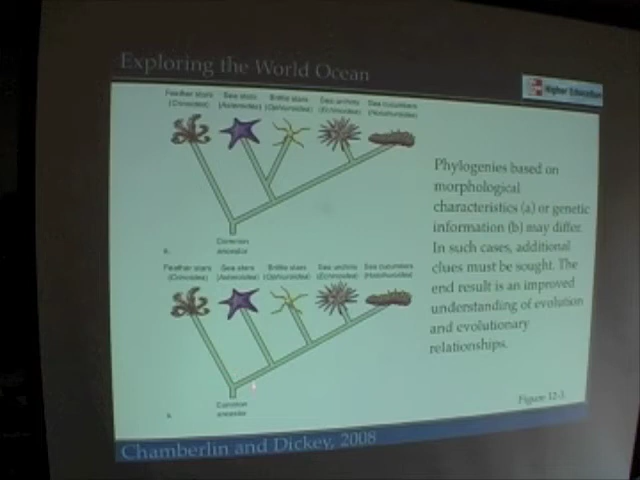 Exploring the World Ocean
Higher Education
Feather stars Sea stars Brittle stars Sea urchins Sea cucumbers
(Crinoidea) (Asteroidea) (Ophiuroidea) (Echinoidea) (Holothuroidea)
Common
ancestor
a.
Feather stars Sea stars Brittle stars Sea urchins Sea cucumbers
(Crinoidea) (Asteroidea) (Ophiuroidea) (Echinoidea) (Holothuroidea)
Common
ancestor
Phylogenies based on
morphological
characteristics (a) or genetic
information (b) may differ.
In such cases, additional
clues must be sought. The
end result is an improved
understanding of evolution
and evolutionary
relationships.
Figure 12-3.
Chamberlin and Dickey, 2008